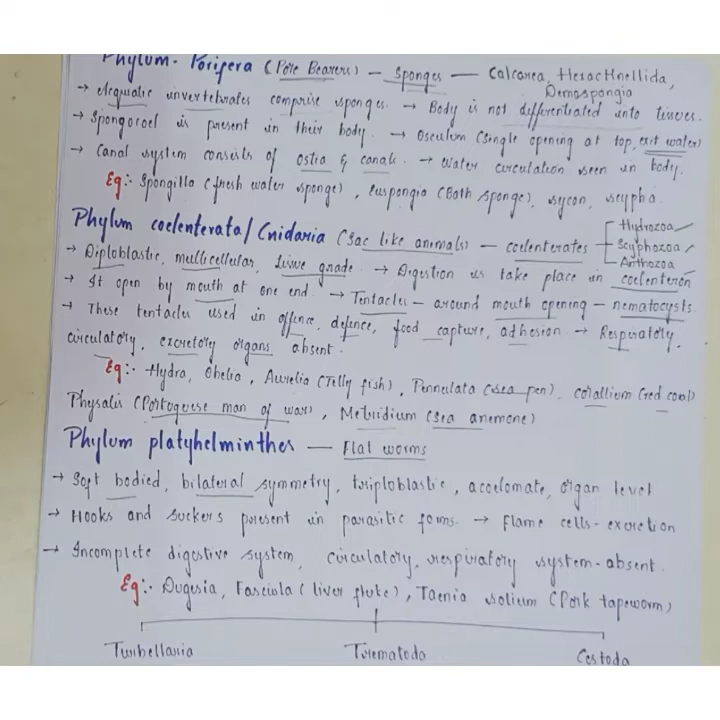 Phylum - Porifera (Pore Bearers) — Sponges — Calcarea, Hexactinellida,
Demospongia
→ Aequatic invertebrates comprise sponges. → Body is not differentiated into tissues.
→ Spongocoel is present in their body. → Osculum (Single opening at top, exit water)
→ Canal system consists of ostia & canals. → Water circulation seen in body.
Eg:- Spongilla (fresh water sponge), euspongia (Both sponge), sycon, scypha.
Phylum coelenterata/Cnidaria (Sac like animals) — coelenterates
Hydrozoa
Scyphozoa
Anthozoa
→ Diploblastic, multicellular, tissue grade → Digestion is take place in coelenteron
→ It open by mouth at one end. → Tentacles - around mouth opening - nematocysts
→ These tentacles used in offence, defence, food capture, adhesion → Respiratory,
circulatory, excretory organs absent.
Eg:- Hydra, Obelia, Aurelia (Jelly fish), Pennulata (sea pen), corallium (red coral)
Physalis (Portoguese man of war), Metridium (Sea anemone)
Phylum platyhelminthes — Flat worms
→ Soft bodied, bilateral symmetry, triploblastic, acoelomate, organ level
→ Hooks and suckers present in parasitic foms. → Flame cells - excretion
→ Incomplete digestive system, circulatory, respiratory system - absent.
Eg:- Dugesia, Fasciola (liver fluke), Taenia solium (Pork tapeworm)
Turbellaria Trematoda Cestoda